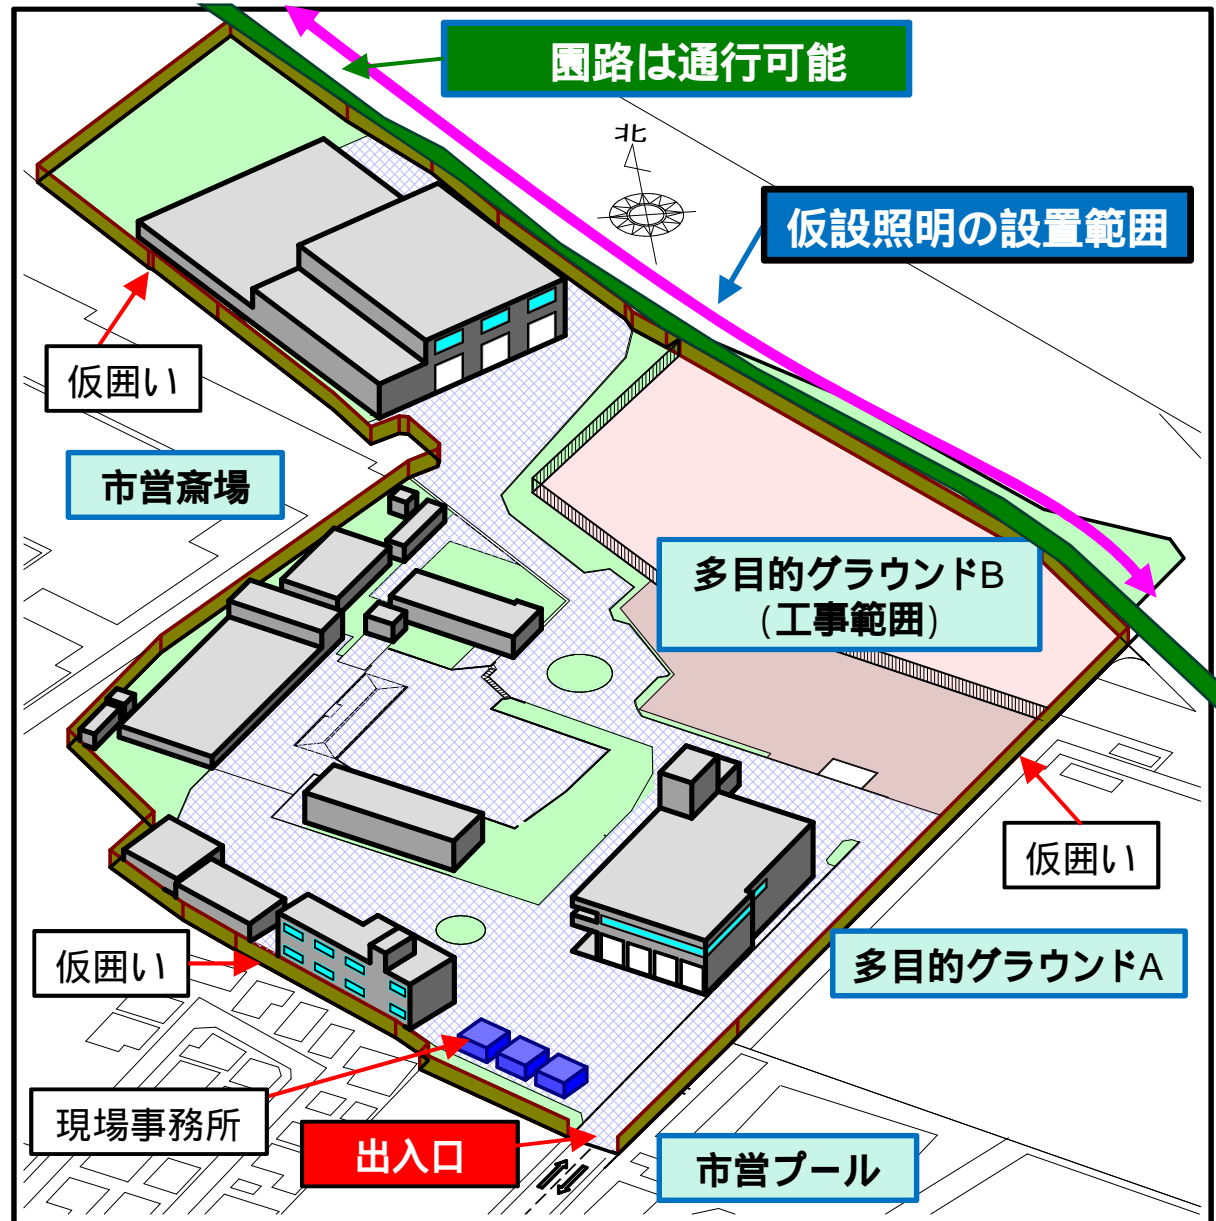 園路は通行可能
北
仮設照明の設置範囲
仮囲い
市営斎場
多目的グラウンドB
(工事範囲)
仮囲い
仮囲い
多目的グラウンドA
現場事務所
出入口
市営プール